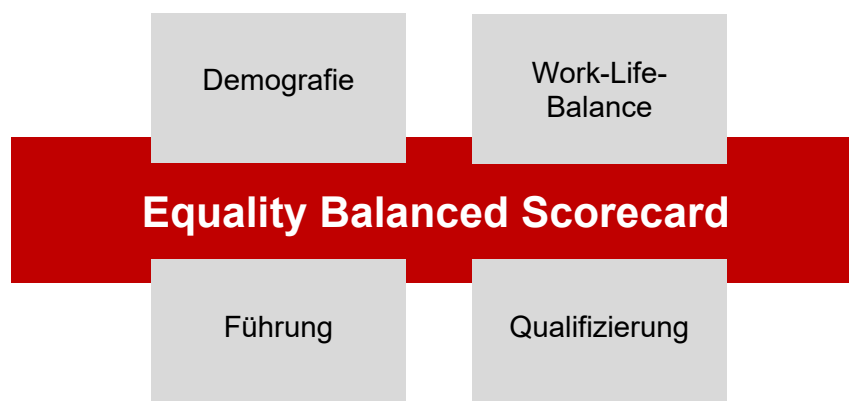 Demografie
Work-Life-
Balance
Equality Balanced Scorecard
Führung
Qualifizierung